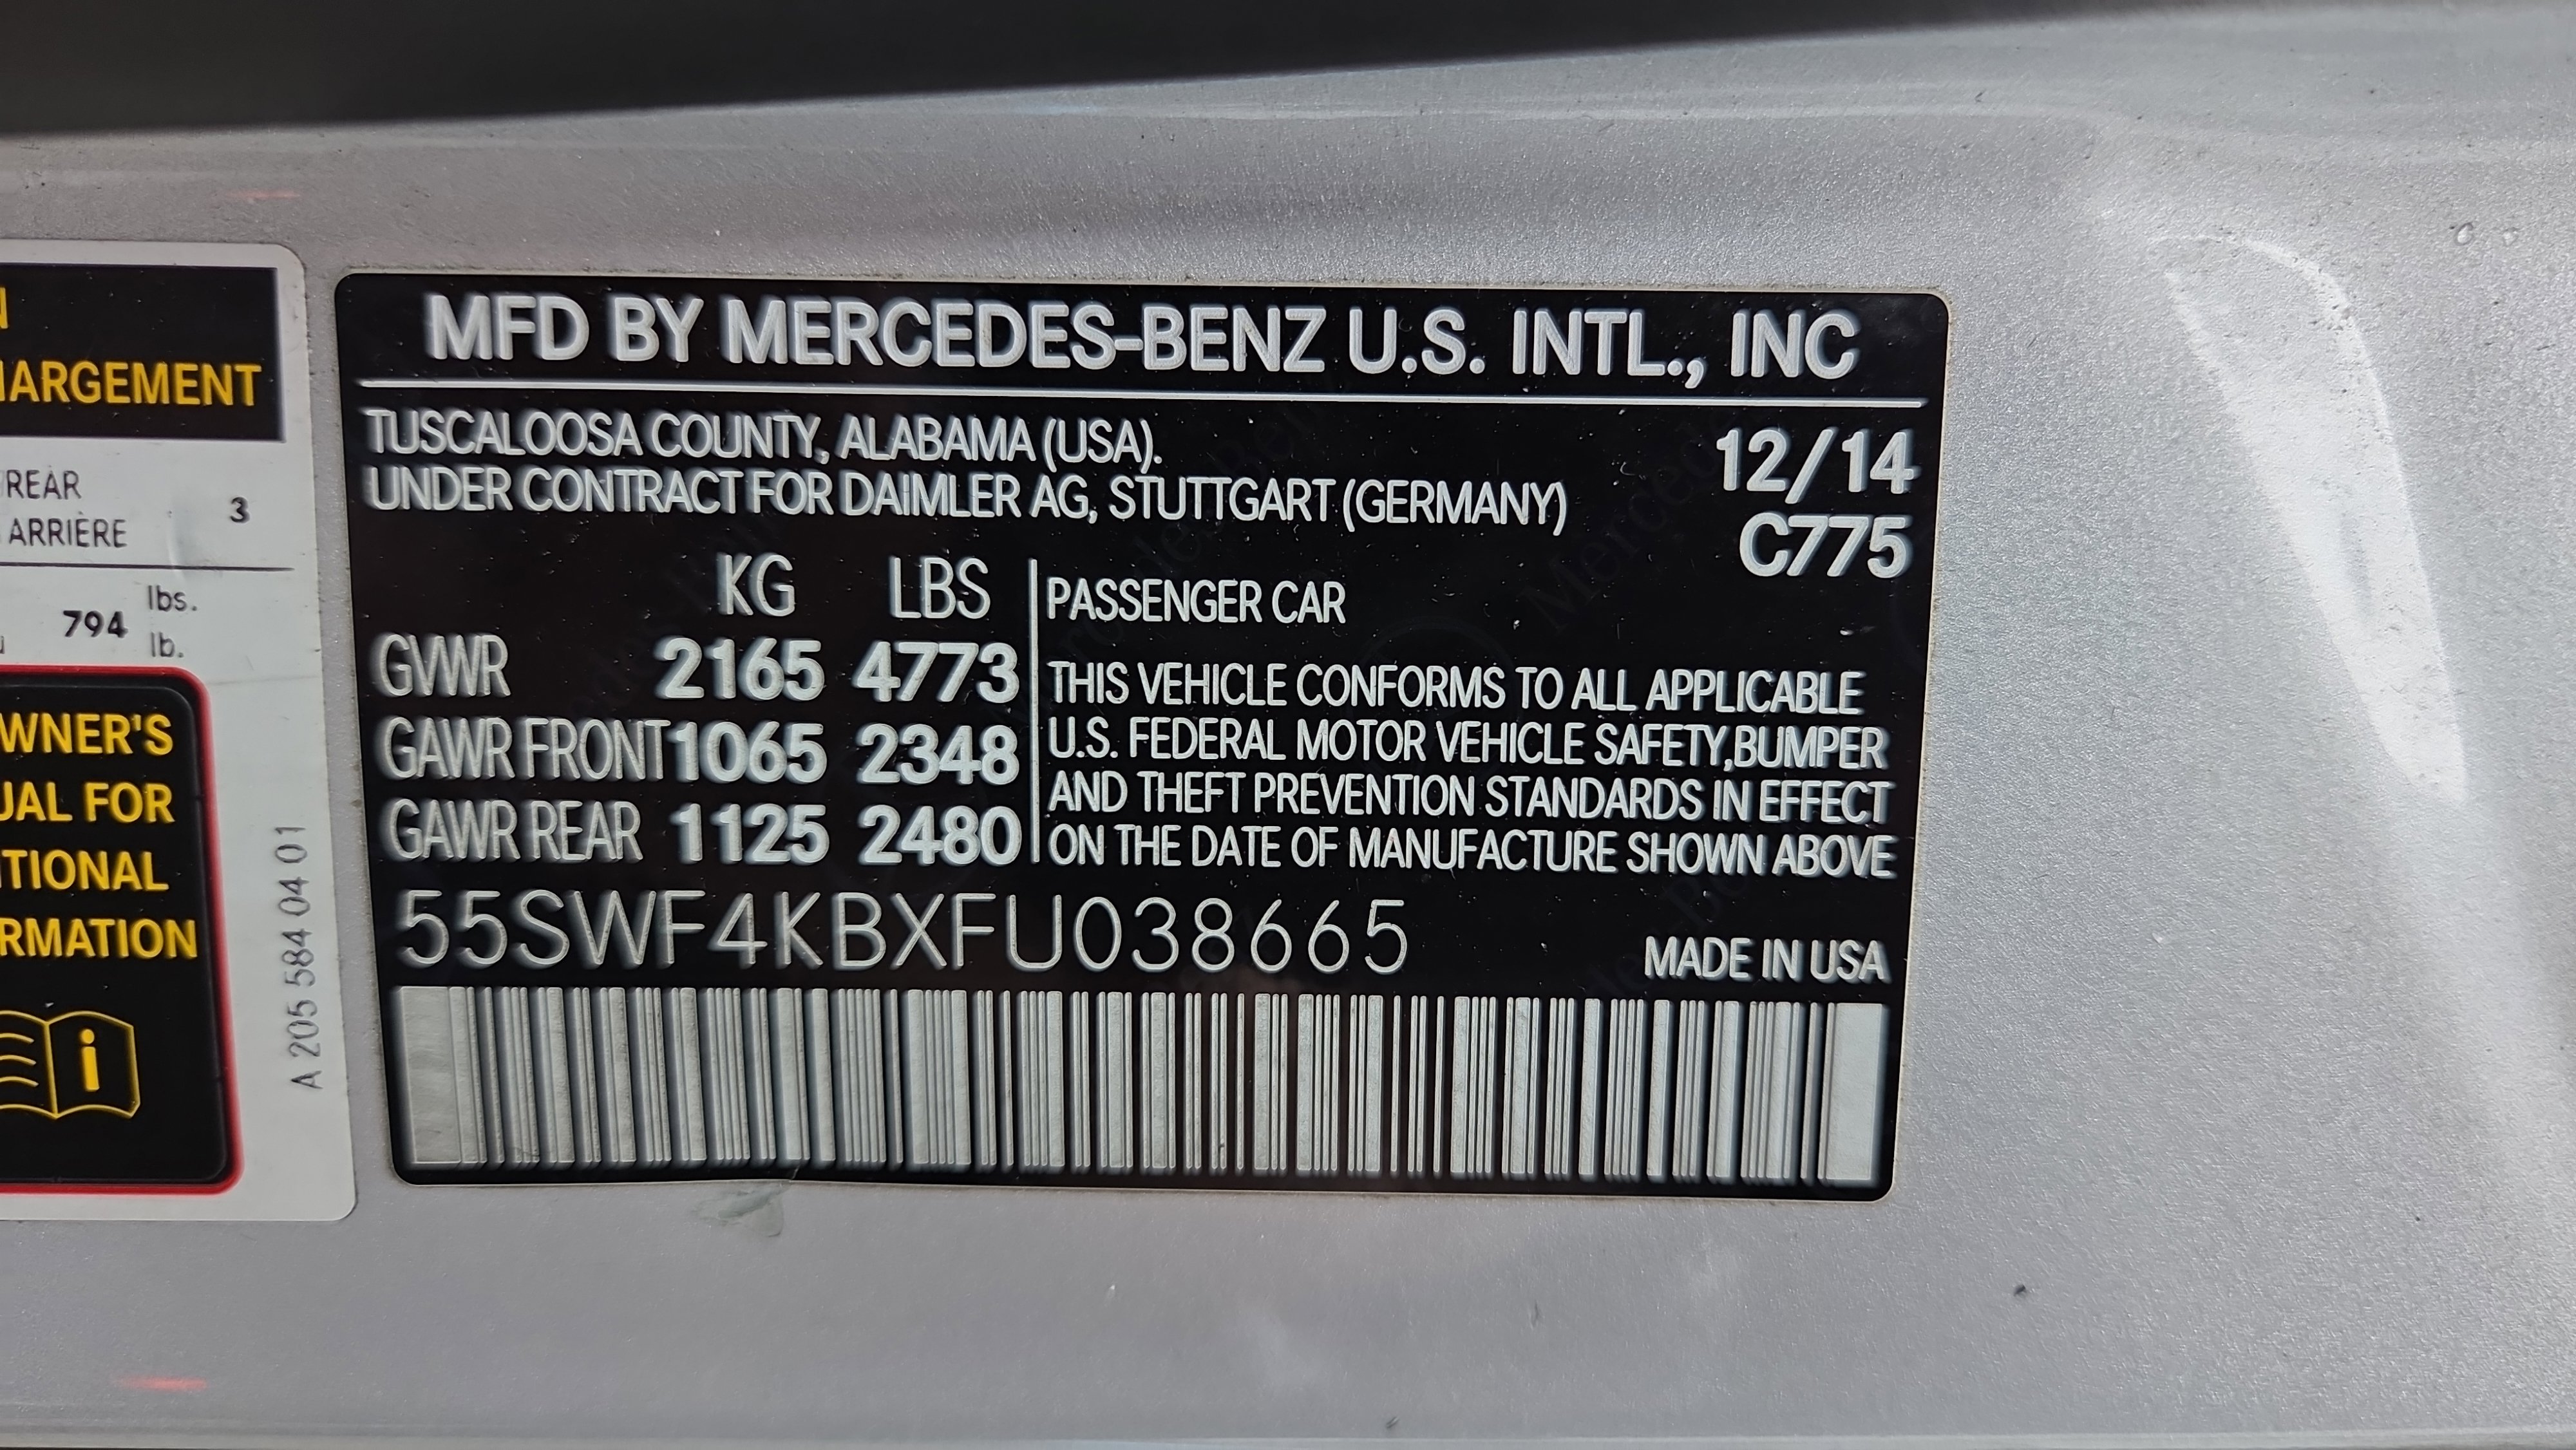 HARGEMENT
REAR
ARRIÈRE
3
794
lbs.
lb.
WNER'S
UAL FOR
TIONAL
RMATION
i
A 205 584 04 01
MFD BY MERCEDES-BENZ U.S. INTL., INC
TUSCALOOSA COUNTY, ALABAMA (USA).
UNDER CONTRACT FOR DAIMLER AG, STUTTGART (GERMANY)
12/14
C775
KG LBS
GVWR 2165 4773
GAWR FRONT 1065 2348
GAWR REAR 1125 2480
PASSENGER CAR
THIS VEHICLE CONFORMS TO ALL APPLICABLE
U.S. FEDERAL MOTOR VEHICLE SAFETY,BUMPER
AND THEFT PREVENTION STANDARDS IN EFFECT
ON THE DATE OF MANUFACTURE SHOWN ABOVE
55SWF4KBXFU038665
MADE IN USA